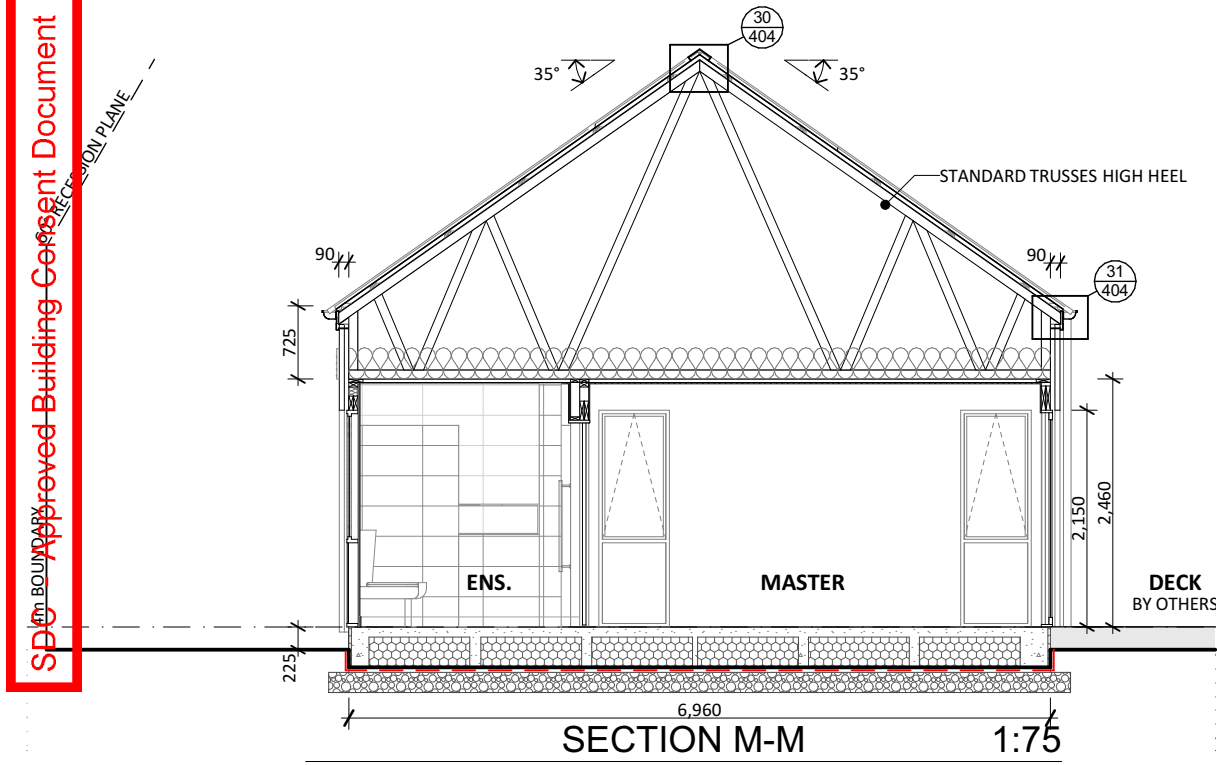 SDC - Approved Building Consent Document
RECESSION PLANE
4m BOUNDARY
30
404
35°
35°
STANDARD TRUSSES HIGH HEEL
90
90
31
404
725
2,150
2,460
ENS.
MASTER
DECK
BY OTHERS
225
6,960
SECTION M-M 1:75